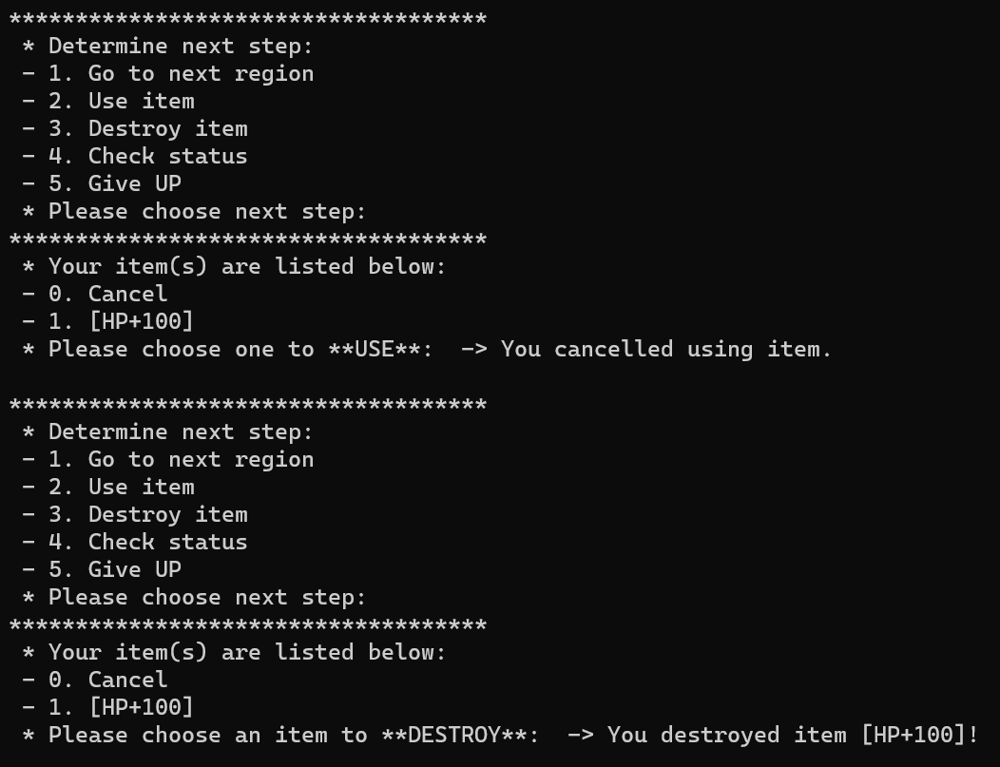 ************************************
 * Determine next step:
 - 1. Go to next region
 - 2. Use item
 - 3. Destroy item
 - 4. Check status
 - 5. Give UP
 * Please choose next step:
************************************
 * Your item(s) are listed below:
 - 0. Cancel
 - 1. [HP+100]
 * Please choose one to **USE**:  -> You cancelled using item.

************************************
 * Determine next step:
 - 1. Go to next region
 - 2. Use item
 - 3. Destroy item
 - 4. Check status
 - 5. Give UP
 * Please choose next step:
************************************
 * Your item(s) are listed below:
 - 0. Cancel
 - 1. [HP+100]
 * Please choose an item to **DESTROY**:  -> You destroyed item [HP+100]!